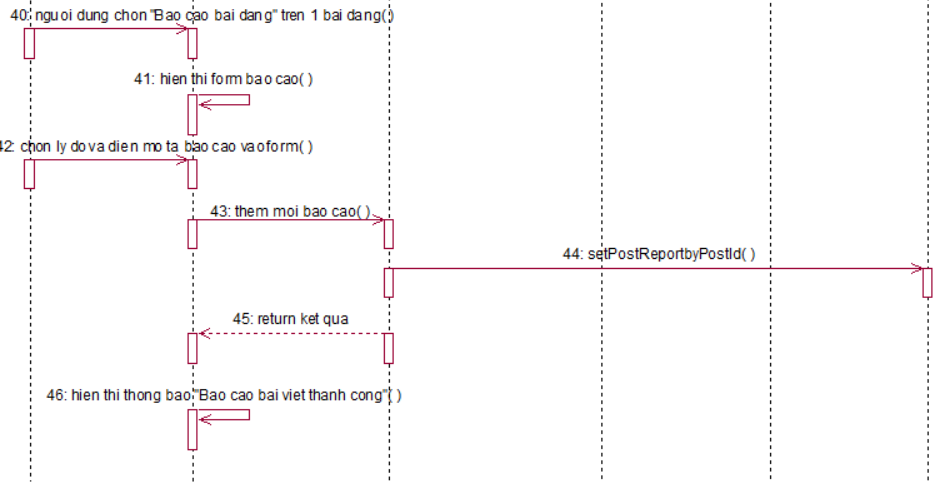 40: nguoi dung chon "Bao cao bai dang" tren 1 bai dang( )
41: hien thi form bao cao( )
42: chon ly do va dien mo ta bao cao vao form( )
43: them moi bao cao( )
44: setPostReportbyPostId( )
45: return ket qua
46: hien thi thong bao "Bao cao bai viet thanh cong"( )